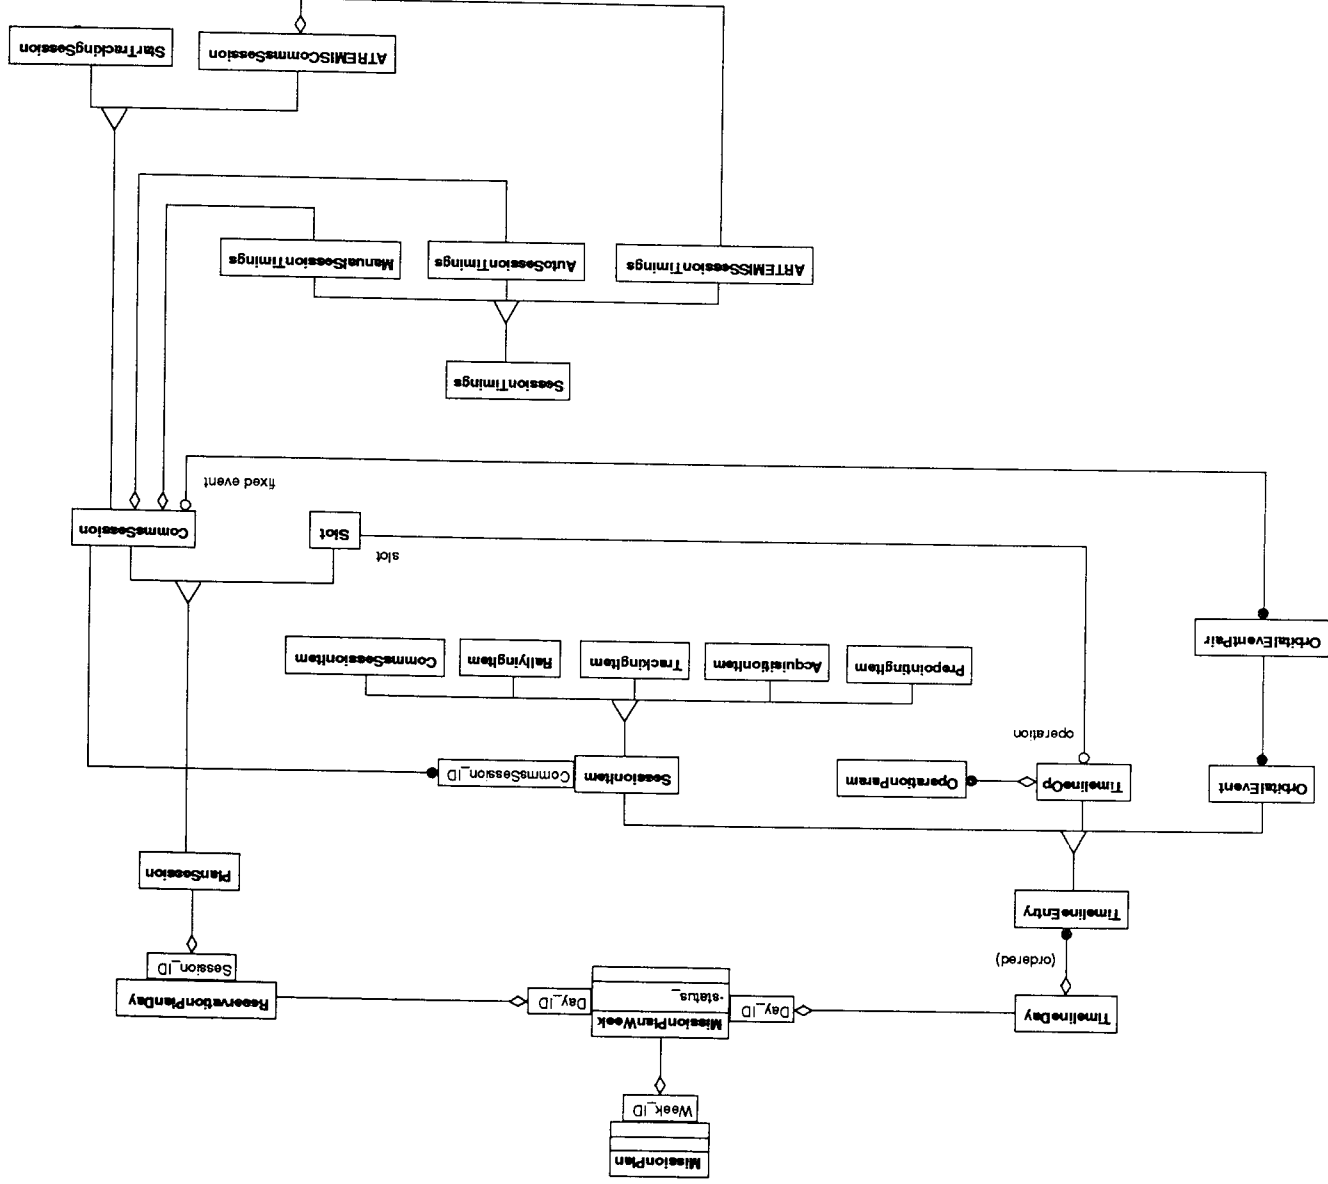 MissionPlan
Week_ID
TimelineDay
Day_ID
MissionPlanWeek
-status_
Day_ID
ReservationPlanDay
Session_ID
(ordered)
TimelineEntry
PlanSession
OrbitalEvent
TimelineOp
OperationParam
SessionItem
CommsSession_ID
operation
OrbitalEventPair
PrepointingItem
AcquisitionItem
TrackingItem
RallyingItem
CommsSessionItem
slot
Slot
CommsSession
fixed event
SessionTimings
ARTEMISSessionTimings
AutoSessionTimings
ManualSessionTimings
ATREMISCommsSession
StarTrackingSession